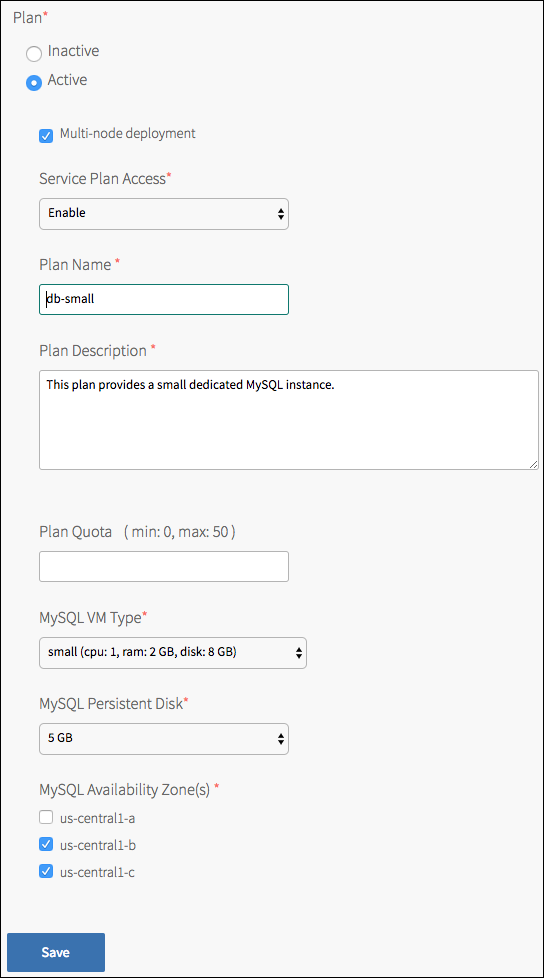 Plan*
Inactive
Active
Multi-node deployment
Service Plan Access*
Enable
Plan Name *
db-small
Plan Description *
This plan provides a small dedicated MySQL instance.
Plan Quota ( min: 0, max: 50 )
MySQL VM Type*
small (cpu: 1, ram: 2 GB, disk: 8 GB)
MySQL Persistent Disk*
5 GB
MySQL Availability Zone(s) *
us-central1-a
us-central1-b
us-central1-c
Save